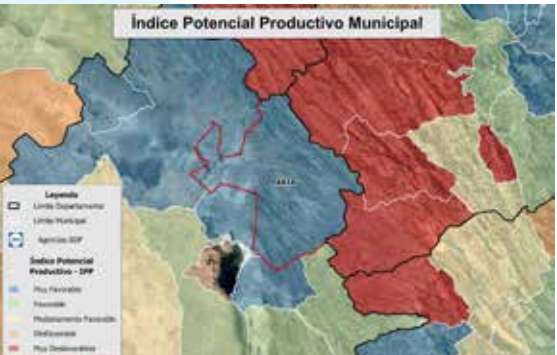 Índice Potencial Productivo Municipal
Leyenda
Límite Departamental
Límite Municipal
Agencias BDP
Índice Potencial
Productivo - IPP
Muy Favorable
Favorable
Medianamente Favorable
Desfavorable
Muy Desfavorable